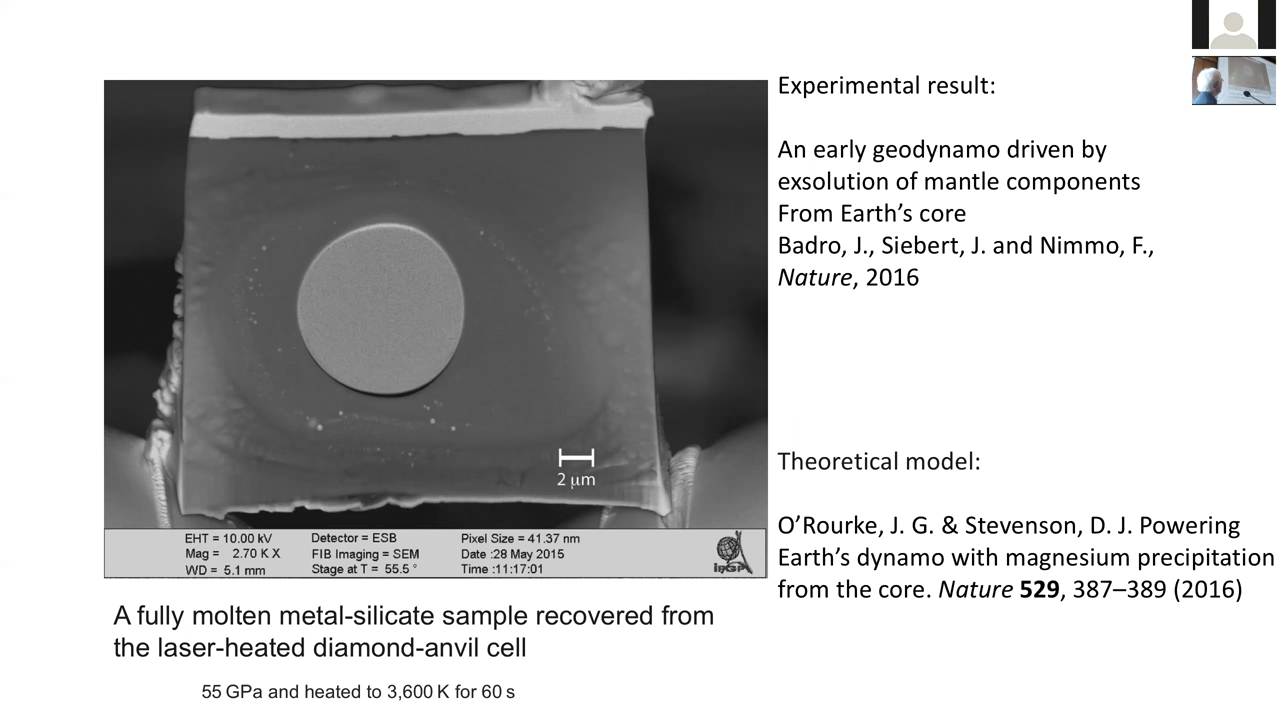 Experimental result:
An early geodynamo driven by
exsolution of mantle components
From Earth’s core
Badro, J., Siebert, J. and Nimmo, F.,
Nature, 2016
2 μm
EHT = 10.00 kV
Mag = 2.70 K X
WD = 5.1 mm
Detector = ESB
FIB Imaging = SEM
Stage at T = 55.5 °
Pixel Size = 41.37 nm
Date :28 May 2015
Time :11:17:01
Theoretical model:
O’Rourke, J. G. & Stevenson, D. J. Powering
Earth’s dynamo with magnesium precipitation
from the core. Nature 529, 387–389 (2016)
A fully molten metal-silicate sample recovered from
the laser-heated diamond-anvil cell
55 GPa and heated to 3,600 K for 60 s